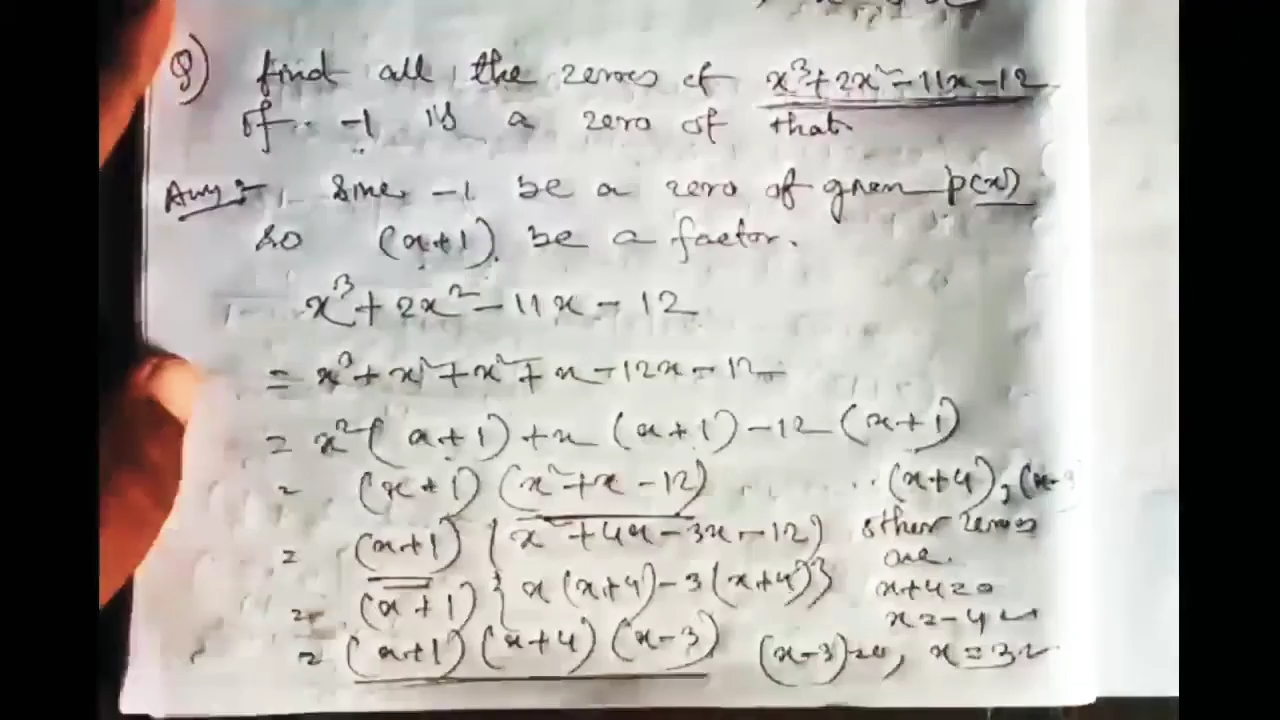 Q) find all the zeroes of x³+2x²-11x-12
if -1 is a zero of that.
Ans:- Since -1 be a zero of given p(x)
so (x+1) be a factor.
x³+2x²-11x-12
= x³+x²+x²+x-12x-12
= x²(x+1)+x(x+1)-12(x+1)
= (x+1)(x²+x-12)
= (x+1){x²+4x-3x-12)
= (x+1){x(x+4)-3(x+4)}
= (x+1)(x+4)(x-3)
(x+4), (x-3
other zeroes
are.
x+4=0
x=-4
(x-3)=0, x=3